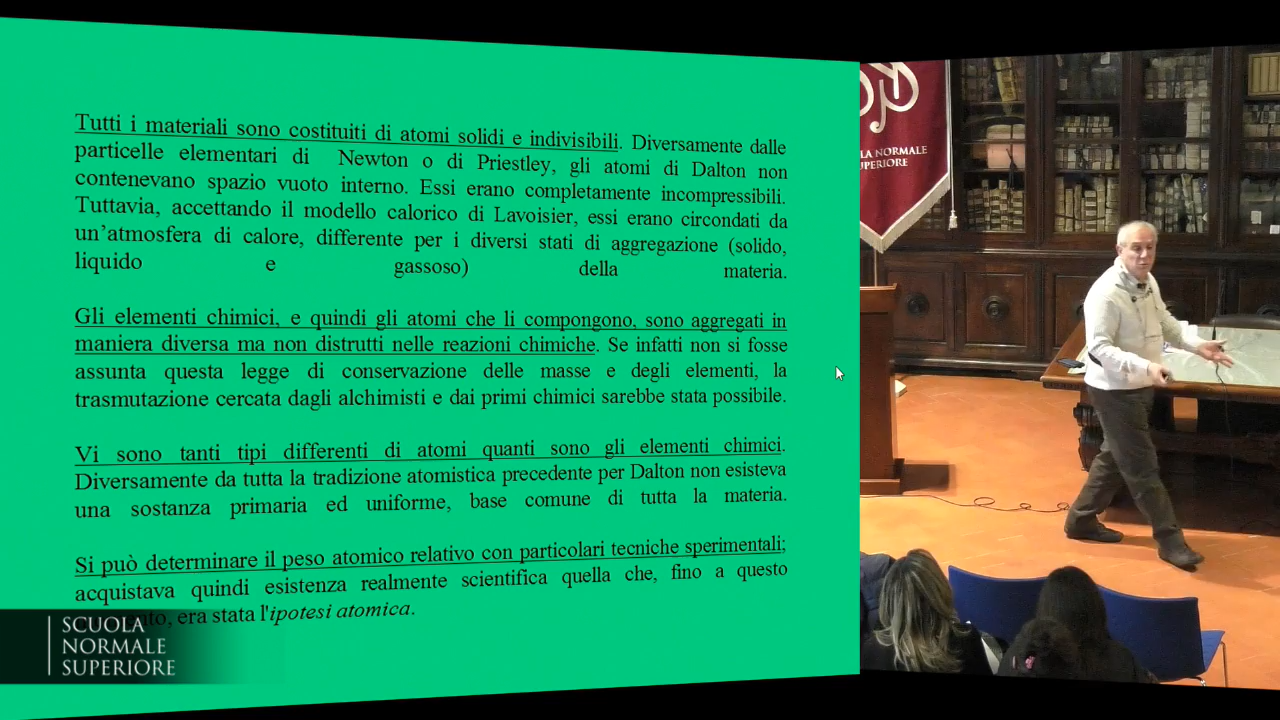 Tutti i materiali sono costituiti di atomi solidi e indivisibili. Diversamente dalle
particelle elementari di Newton o di Priestley, gli atomi di Dalton non
contenevano spazio vuoto interno. Essi erano completamente incompressibili.
Tuttavia, accettando il modello calorico di Lavoisier, essi erano circondati da
un'atmosfera di calore, differente per i diversi stati di aggregazione (solido,
liquido e gassoso) della materia.
Gli elementi chimici, e quindi gli atomi che li compongono, sono aggregati in
maniera diversa ma non distrutti nelle reazioni chimiche. Se infatti non si fosse
assunta questa legge di conservazione delle masse e degli elementi, la
trasmutazione cercata dagli alchimisti e dai primi chimici sarebbe stata possibile.
Vi sono tanti tipi differenti di atomi quanti sono gli elementi chimici.
Diversamente da tutta la tradizione atomistica precedente per Dalton non esisteva
una sostanza primaria ed uniforme, base comune di tutta la materia.
Si può determinare il peso atomico relativo con particolari tecniche sperimentali;
acquistava quindi esistenza realmente scientifica quella che, fino a questo
era stata l'ipotesi atomica.
SCUOLA
NORMALE
SUPERIORE
LA NORMALE
UPERIORE